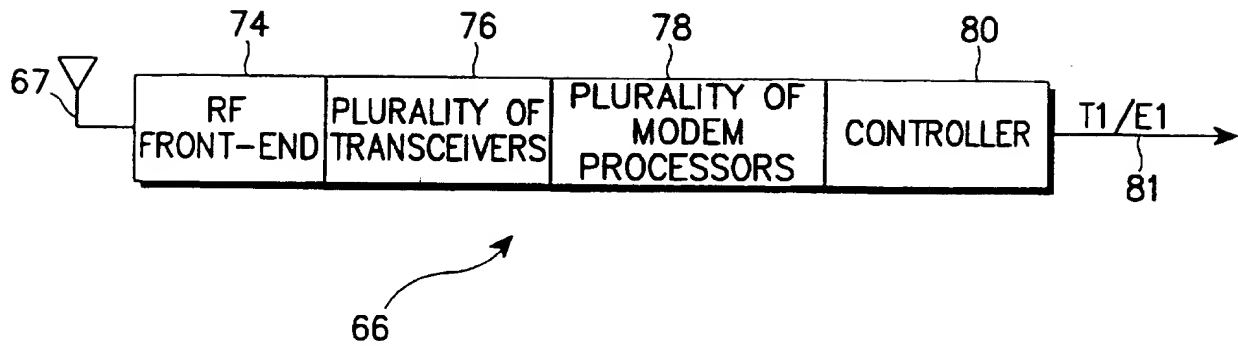 74
76
78
80
67
RF
FRONT-END
PLURALITY OF
TRANSCEIVERS
PLURALITY OF
MODEM
PROCESSORS
CONTROLLER
T1/E1
81
66